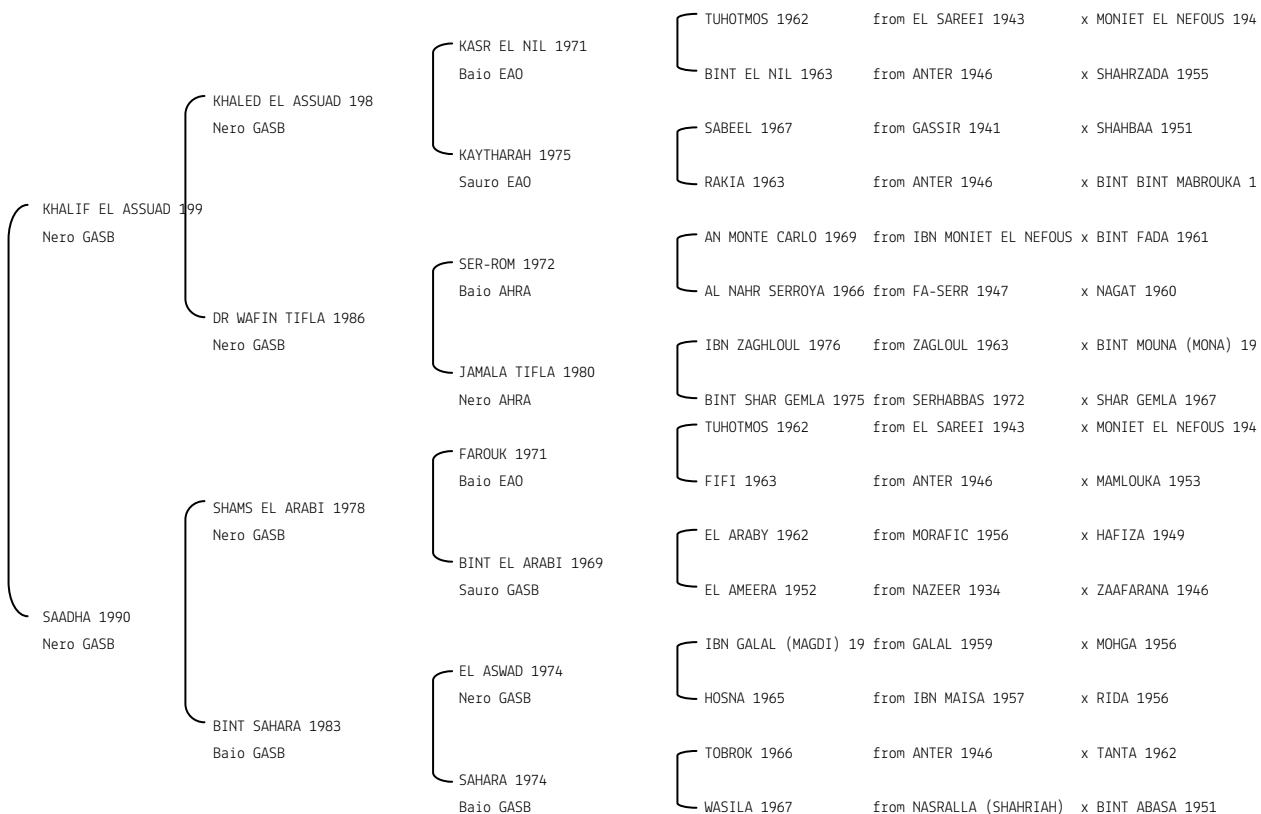 TUHOTMOS 1962 from EL SAREEI 1943 x MONIET EL NEFOUS 194
KASR EL NIL 1971
Baio EAO
BINT EL NIL 1963 from ANTER 1946 x SHAHRZADA 1955
KHALED EL ASSUAD 198
Nero GASB
SABEEL 1967 from GASSIR 1941 x SHAHBAA 1951
KAYTHARAH 1975
Sauro EAO
RAKIA 1963 from ANTER 1946 x BINT BINT MABROUKA 1
KHALIF EL ASSUAD 199
Nero GASB
AN MONTE CARLO 1969 from IBN MONIET EL NEFOUS x BINT FADA 1961
SER-ROM 1972
Baio AHRA
AL NAHR SERROYA 1966 from FA-SERR 1947 x NAGAT 1960
DR WAFIN TIFLA 1986
Nero GASB
IBN ZAGHLOUL 1976 from ZAGLOUL 1963 x BINT MOUNA (MONA) 19
JAMALA TIFLA 1980
Nero AHRA
BINT SHAR GEMLA 1975 from SERHABBAS 1972 x SHAR GEMLA 1967
TUHOTMOS 1962 from EL SAREEI 1943 x MONIET EL NEFOUS 194
FAROUK 1971
Baio EAO
FIFI 1963 from ANTER 1946 x MAMLOUKA 1953
SHAMS EL ARABI 1978
Nero GASB
EL ARABY 1962 from MORAFIC 1956 x HAFIZA 1949
BINT EL ARABI 1969
Sauro GASB
EL AMEERA 1952 from NAZEER 1934 x ZAAFARANA 1946
SAADHA 1990
Nero GASB
IBN GALAL (MAGDI) 19 from GALAL 1959 x MOHGA 1956
EL ASWAD 1974
Nero GASB
HOSNA 1965 from IBN MAISA 1957 x RIDA 1956
BINT SAHARA 1983
Baio GASB
TOBROK 1966 from ANTER 1946 x TANTA 1962
SAHARA 1974
Baio GASB
WASILA 1967 from NASRALLA (SHAHRIAH) x BINT ABASA 1951